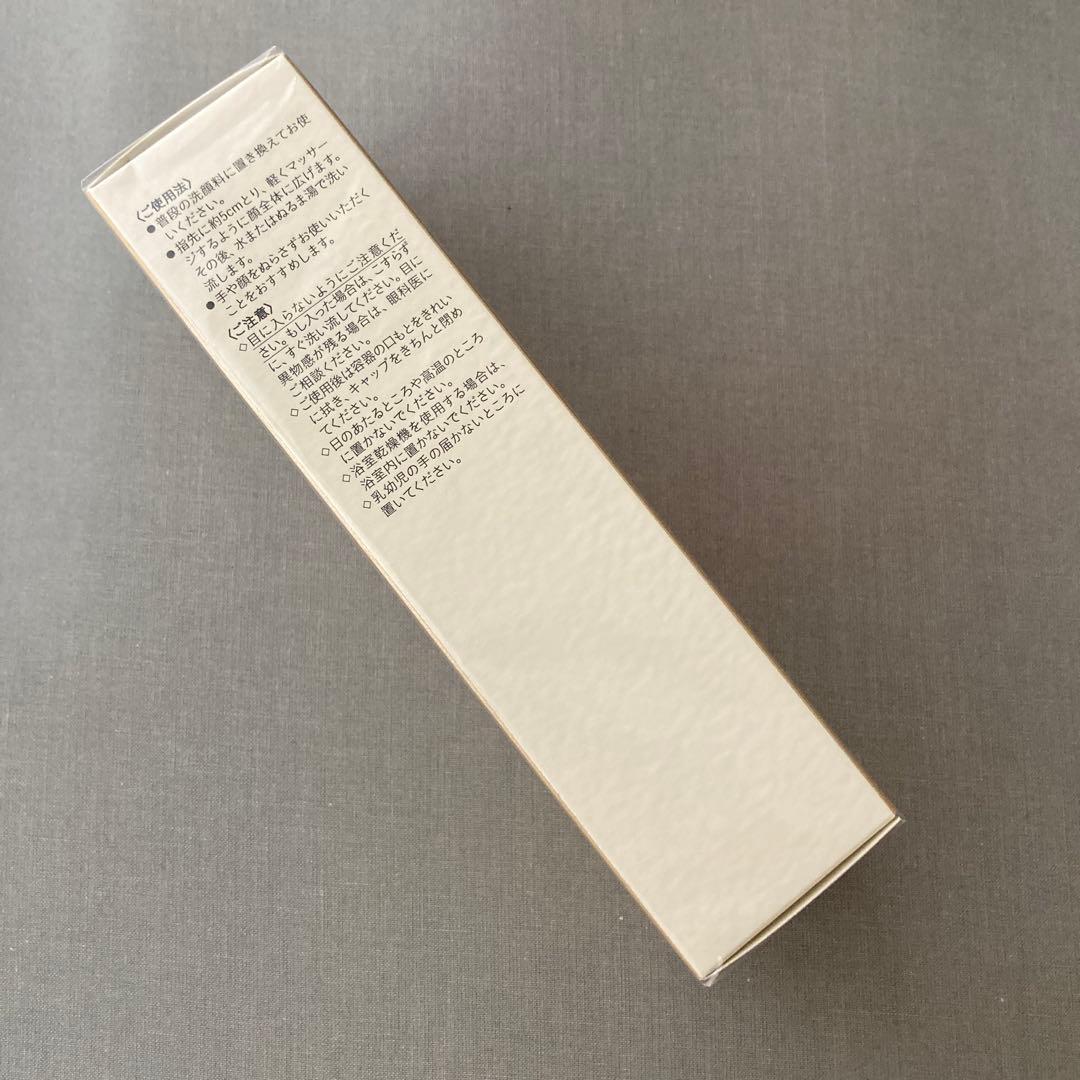 〈ご使用法〉
●普段の洗顔料に置き換えてお使
いください。
●指先に約5cmとり、軽くマッサー
ジするように顔全体に広げます。
その後、水またはぬるま湯で洗い
流します。
●手や顔をぬらさずお使いいただく
ことをおすすめします。
〈ご注意〉
◇目に入らないようにご注意くだ
さい。もし入った場合は、こすらず
に、すぐ洗い流してください。目に
異物感が残る場合は、眼科医に
ご相談ください。
◇ご使用後は容器の口もとをきれい
に拭き、キャップをきちんと閉め
てください。
◇日のあたるところや高温のところ
に置かないでください。
◇浴室乾燥機を使用する場合は、
浴室内に置かないでください。
◇乳幼児の手の届かないところに
置いてください。